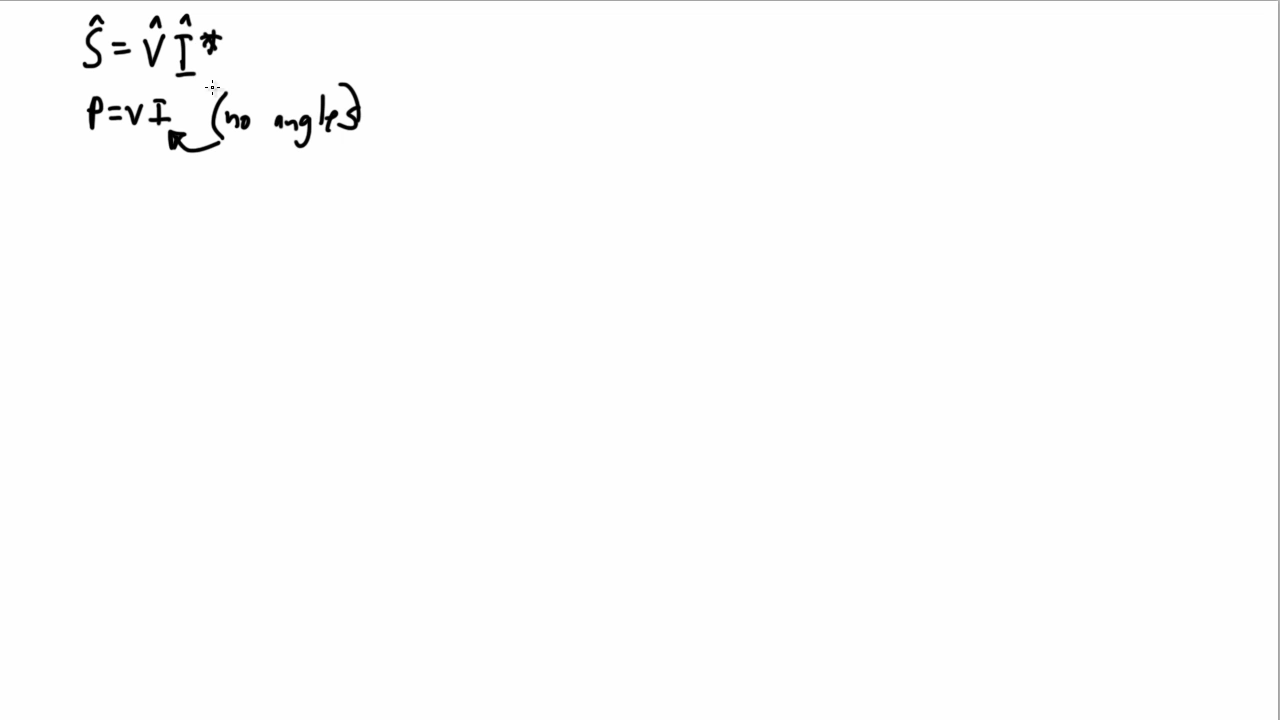 Ŝ = V̂ Î *
P = V I (no angles)